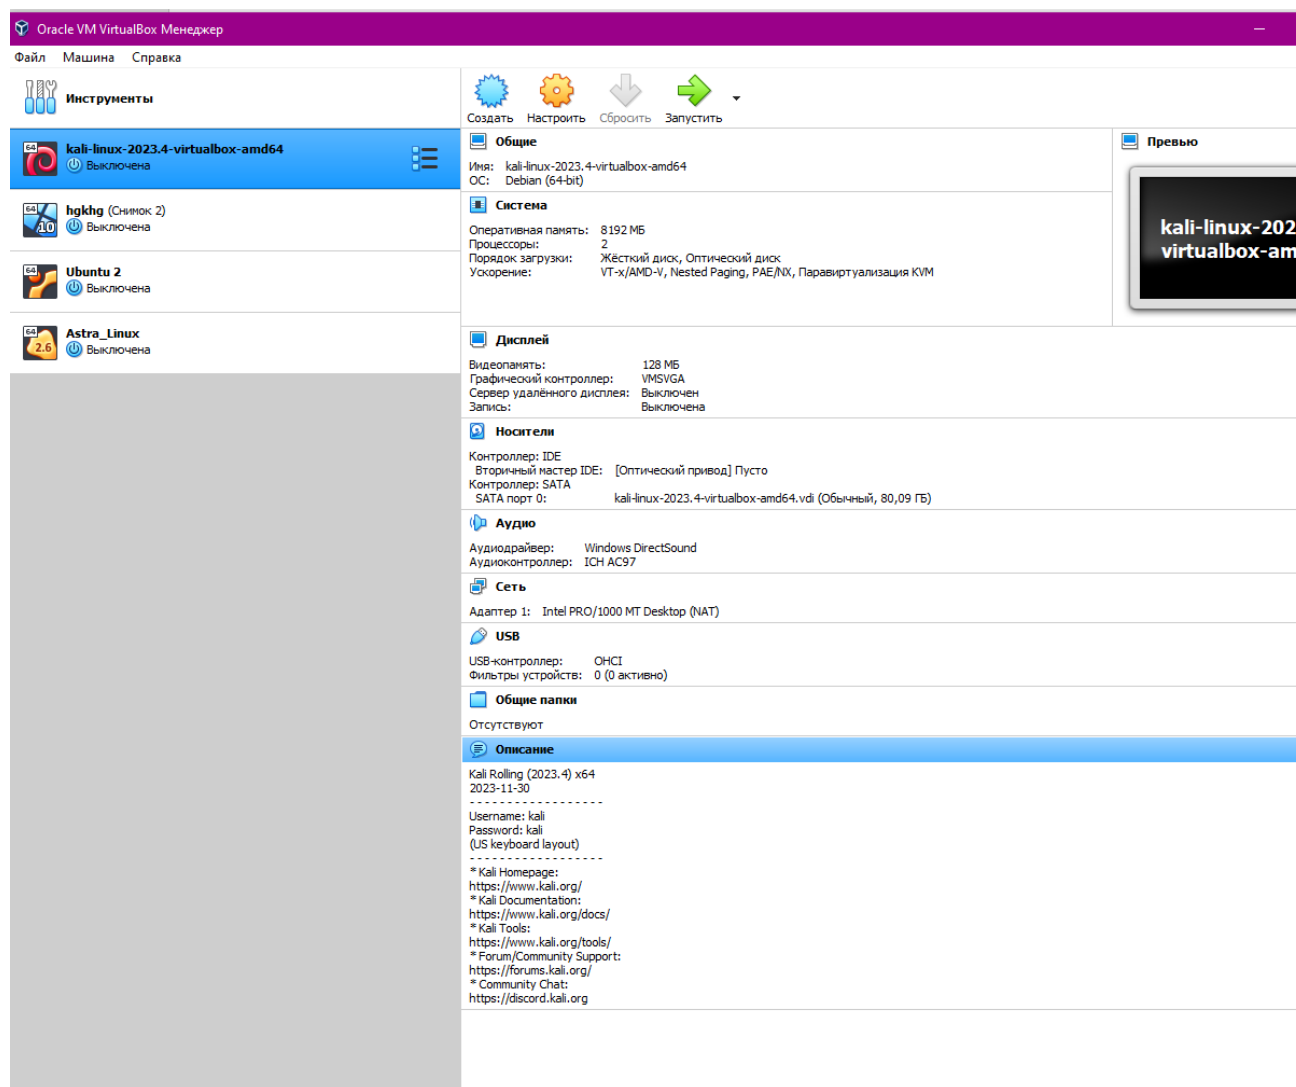 Oracle VM VirtualBox Менеджер
Файл Машина Справка
Инструменты
64
kali-linux-2023.4-virtualbox-amd64
Выключена
64
10
hgkhg (Снимок 2)
Выключена
64
Ubuntu 2
Выключена
64
2.6
Astra_Linux
Выключена
Создать Настроить Сбросить Запустить
Общие
Имя: kali-linux-2023.4-virtualbox-amd64
ОС: Debian (64-bit)
Система
Оперативная память: 8192 МБ
Процессоры: 2
Порядок загрузки: Жёсткий диск, Оптический диск
Ускорение: VT-x/AMD-V, Nested Paging, PAE/NX, Паравиртуализация KVM
Превью
kali-linux-202
virtualbox-am
Дисплей
Видеопамять: 128 МБ
Графический контроллер: VMSVGA
Сервер удалённого дисплея: Выключен
Запись: Выключена
Носители
Контроллер: IDE
Вторичный мастер IDE: [Оптический привод] Пусто
Контроллер: SATA
SATA порт 0: kali-linux-2023.4-virtualbox-amd64.vdi (Обычный, 80,09 ГБ)
Аудио
Аудиодрайвер: Windows DirectSound
Аудиоконтроллер: ICH AC97
Сеть
Адаптер 1: Intel PRO/1000 MT Desktop (NAT)
USB
USB-контроллер: OHCI
Фильтры устройств: 0 (0 активно)
Общие папки
Отсутствуют
Описание
Kali Rolling (2023.4) x64
2023-11-30
- - - - - - - - - - - - - - - - - -
Username: kali
Password: kali
(US keyboard layout)
- - - - - - - - - - - - - - - - - -
* Kali Homepage:
https://www.kali.org/
* Kali Documentation:
https://www.kali.org/docs/
* Kali Tools:
https://www.kali.org/tools/
* Forum/Community Support:
https://forums.kali.org/
* Community Chat:
https://discord.kali.org